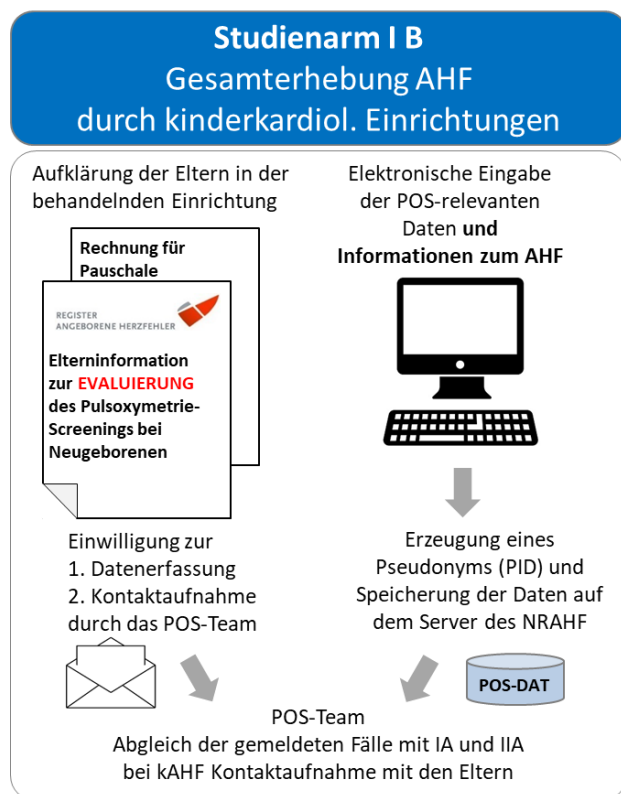 Studienarm I B
Gesamterhebung AHF
durch kinderkardiol. Einrichtungen
Aufklärung der Eltern in der
behandelnden Einrichtung
Rechnung für
Pauschale
REGISTER
ANGEBORENE HERZFEHLER
Elterninformation
zur EVALUIERUNG
des Pulsoxymetrie-
Screenings bei
Neugeborenen
Einwilligung zur
1. Datenerfassung
2. Kontaktaufnahme
durch das POS-Team
Elektronische Eingabe
der POS-relevanten
Daten und
Informationen zum AHF
Erzeugung eines
Pseudonyms (PID) und
Speicherung der Daten auf
dem Server des NRAHF
POS-DAT
POS-Team
Abgleich der gemeldeten Fälle mit IA und IIA
bei kAHF Kontaktaufnahme mit den Eltern